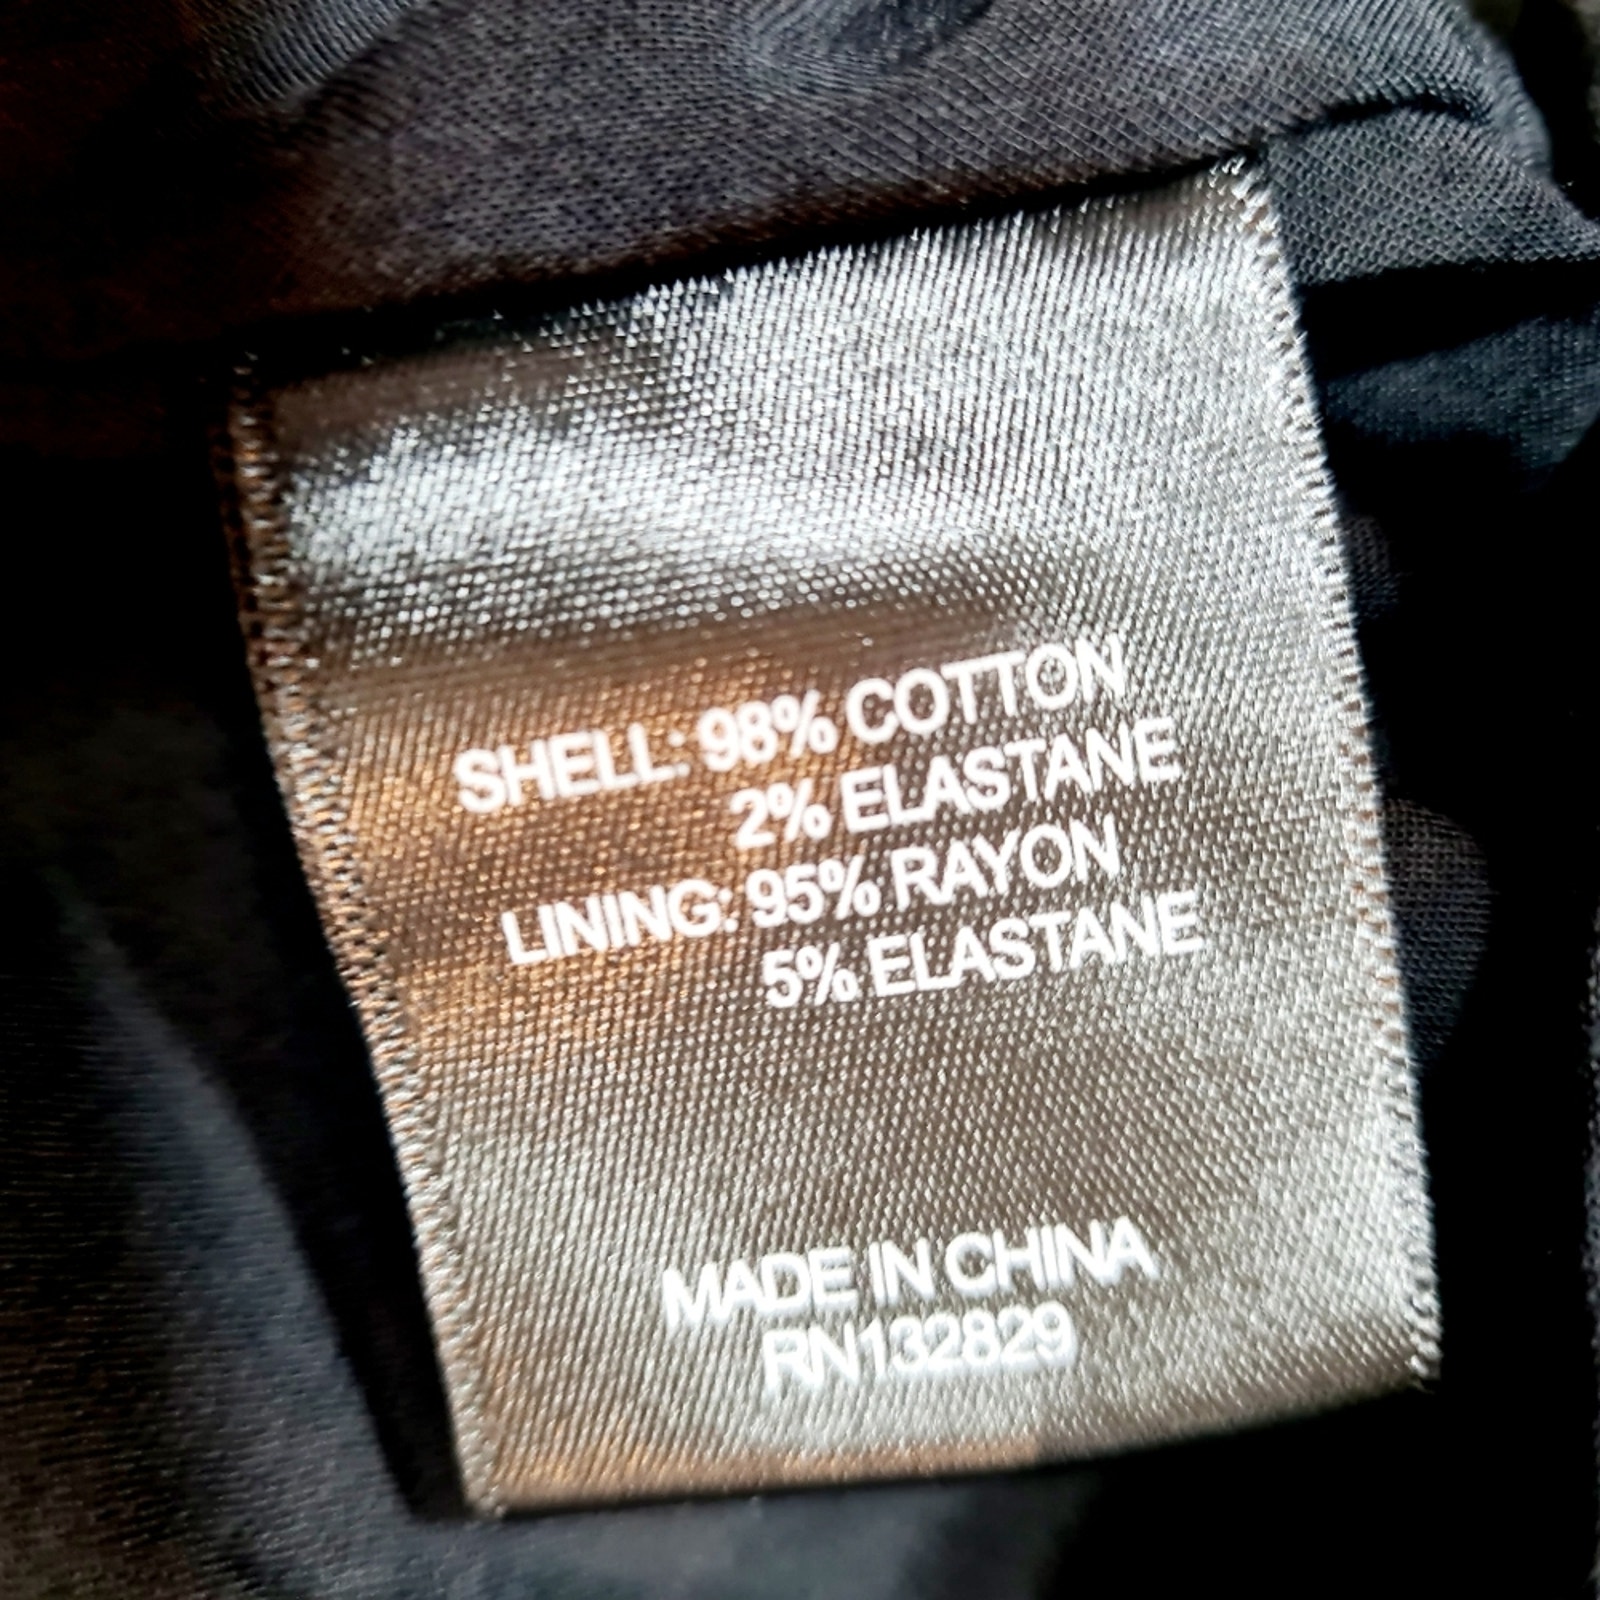 SHELL: 98% COTTON
2% ELASTANE
LINING: 95% RAYON
5% ELASTANE
MADE IN CHINA
RN132829